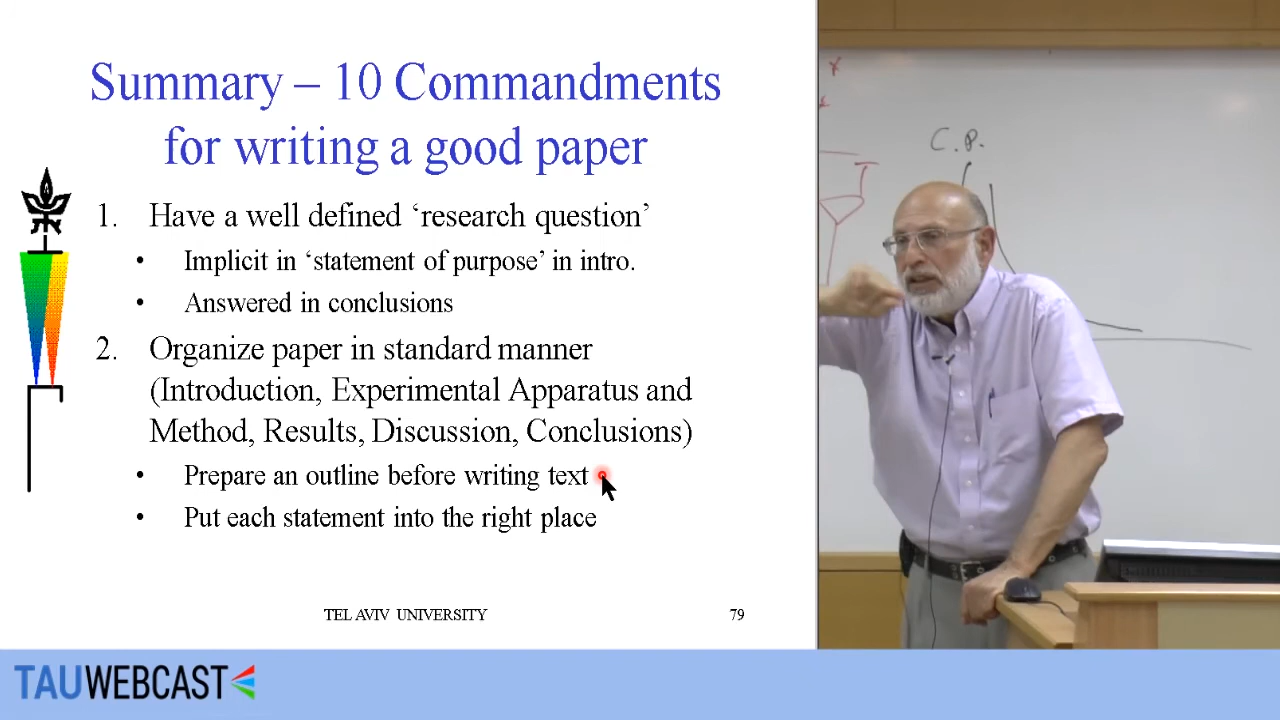 Summary – 10 Commandments
for writing a good paper
1. Have a well defined ‘research question’
• Implicit in ‘statement of purpose’ in intro.
• Answered in conclusions
2. Organize paper in standard manner
(Introduction, Experimental Apparatus and
Method, Results, Discussion, Conclusions)
• Prepare an outline before writing text
• Put each statement into the right place
TEL AVIV UNIVERSITY
79
C.P.
TAUWEBCAST